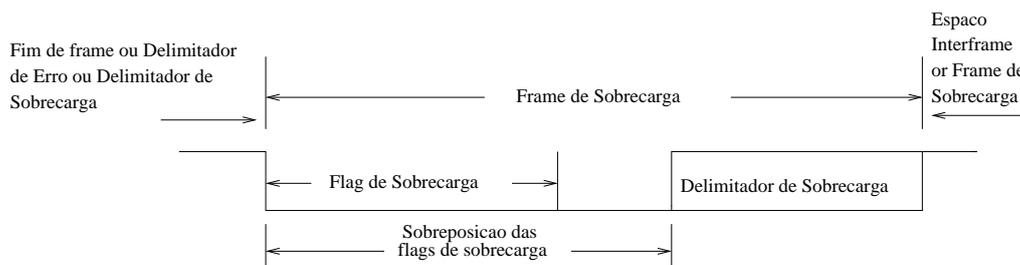 Fim de frame ou Delimitador
de Erro ou Delimitador de
Sobrecarga
Frame de Sobrecarga
Espaco
Interframe
or Frame de
Sobrecarga
Flag de Sobrecarga
Delimitador de Sobrecarga
Sobreposicao das
flags de sobrecarga